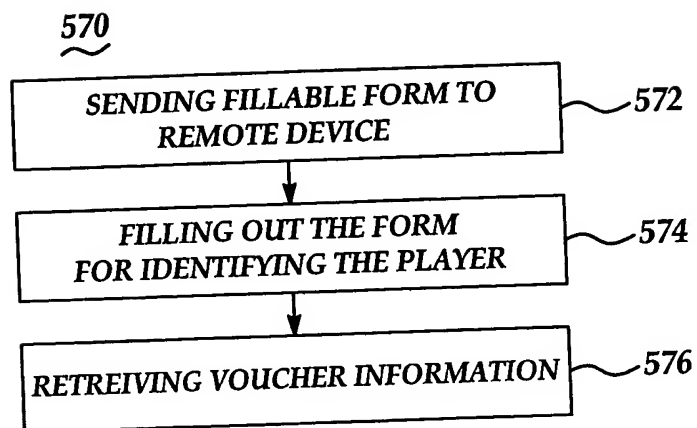 570
SENDING FILLABLE FORM TO
REMOTE DEVICE
572
FILLING OUT THE FORM
FOR IDENTIFYING THE PLAYER
574
RETREIVING VOUCHER INFORMATION
576